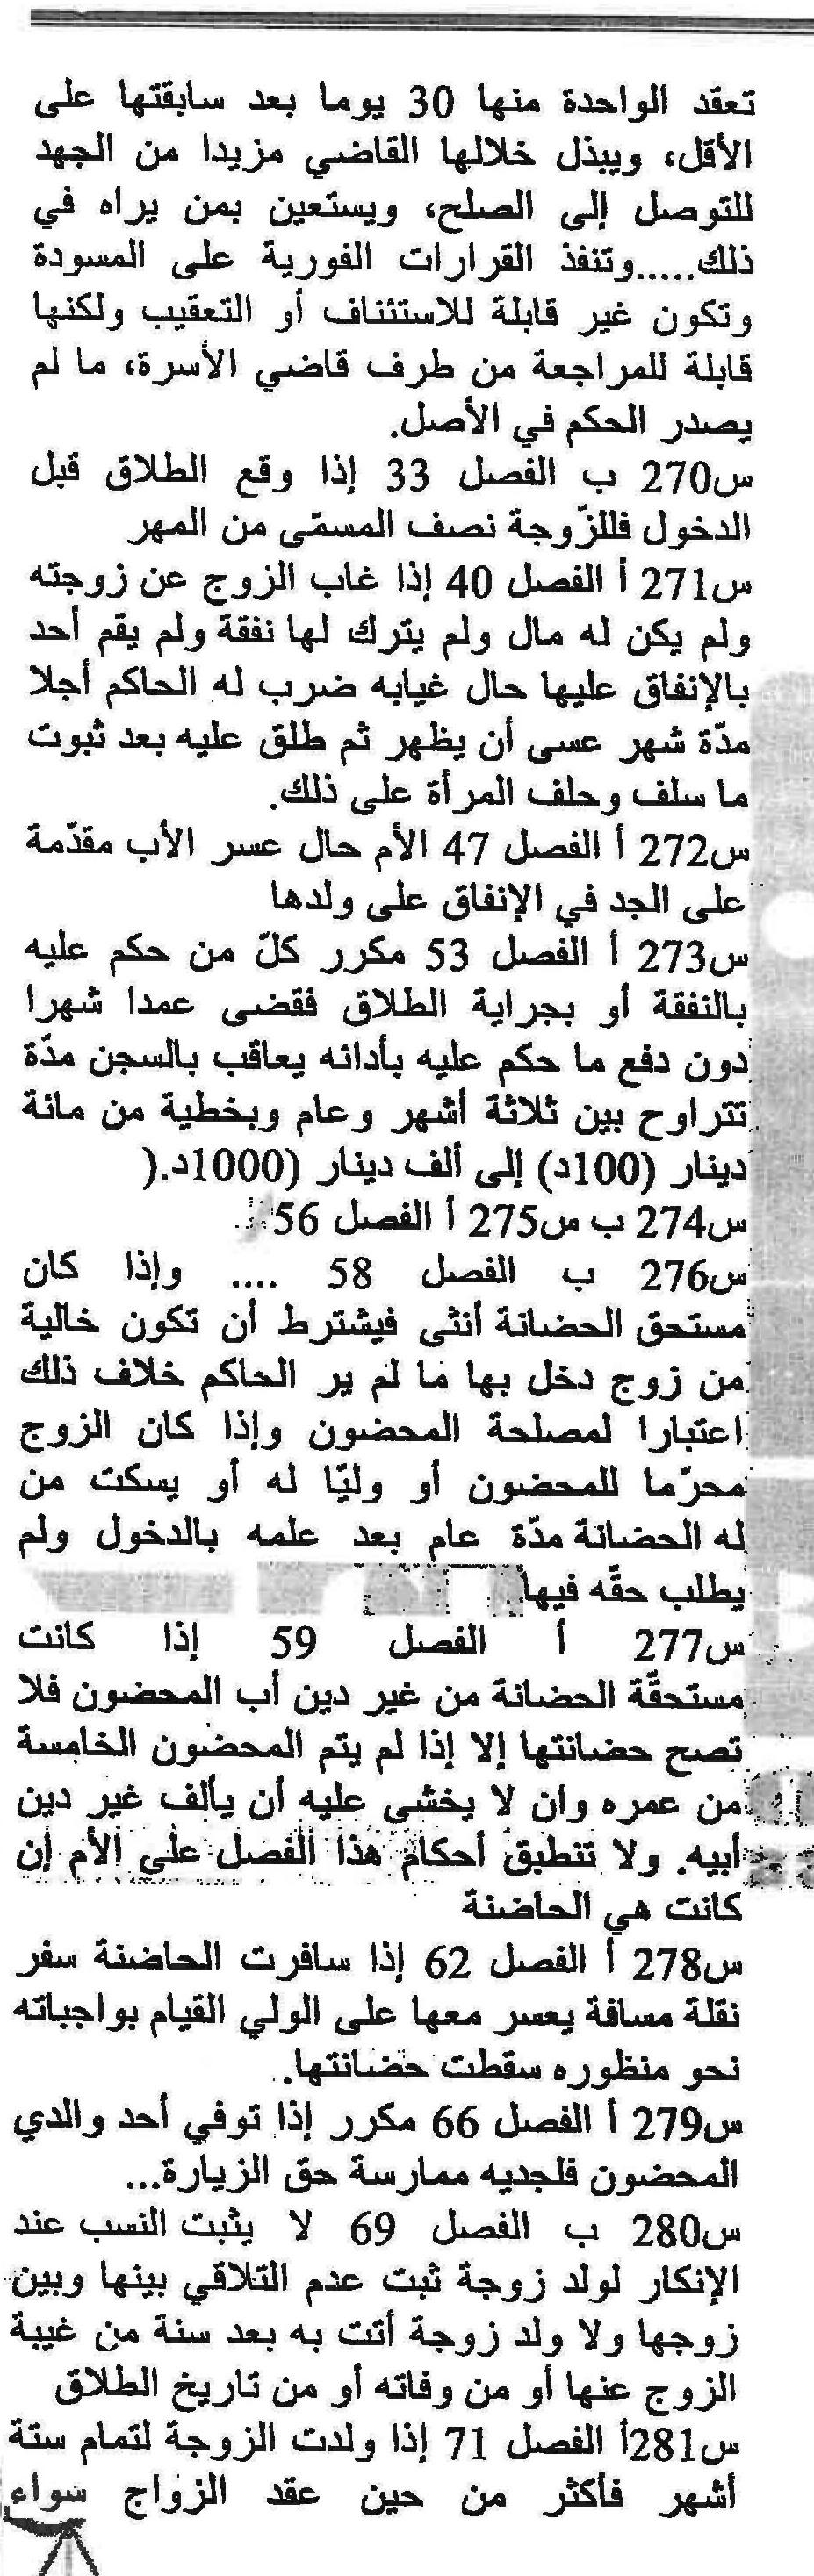 تعقد الواحدة منها 30 يوما بعد سابقتها على
الأقل، ويبذل خلالها القاضي مزيدا من الجهد
للتوصل إلى الصلح، ويستعين بمن يراه في
ذلك.....وتنفذ القرارات الفورية على المسودة
وتكون غير قابلة للاستئناف أو التعقيب ولكنها
قابلة للمراجعة من طرف قاضي الأسرة، ما لم
يصدر الحكم في الأصل.
س270 ب الفصل 33 إذا وقع الطلاق قبل
الدخول فللزّوجة نصف المسمّى من المهر
س271 أ الفصل 40 إذا غاب الزوج عن زوجته
ولم يكن له مال ولم يترك لها نفقة ولم يقم أحد
بالإنفاق عليها حال غيابه ضرب له الحاكم أجلا
مدّة شهر عسى أن يظهر ثم طلق عليه بعد ثبوت
ما سلف وحلف المرأة على ذلك.
س272 أ الفصل 47 الأم حال عسر الأب مقدّمة
على الجد في الإنفاق على ولدها
س273 أ الفصل 53 مكرر كلّ من حكم عليه
بالنفقة أو بجراية الطلاق فقضى عمدا شهرا
دون دفع ما حكم عليه بأدائه يعاقب بالسجن مدّة
تتراوح بين ثلاثة أشهر وعام وبخطية من مائة
دينار (100د) إلى ألف دينار (1000د.(
س274 ب س275 أ الفصل 56
س276 ب الفصل 58 .... وإذا كان
مستحق الحضانة أنثى فيشترط أن تكون خالية
من زوج دخل بها ما لم ير الحاكم خلاف ذلك
اعتبارا لمصلحة المحضون وإذا كان الزوج
محرّما للمحضون أو وليّا له أو يسكت من
له الحضانة مدّة عام بعد علمه بالدخول ولم
يطلب حقّه فيها
س277 أ الفصل 59 إذا كانت
مستحقّة الحضانة من غير دين أب المحضون فلا
تصح حضانتها إلا إذا لم يتم المحضون الخامسة
من عمره وان لا يخشى عليه أن يألف غير دين
أبيه. ولا تنطبق أحكام هذا الفصل على الأم إن
كانت هي الحاضنة
س278 أ الفصل 62 إذا سافرت الحاضنة سفر
نقلة مسافة يعسر معها على الولي القيام بواجباته
نحو منظوره سقطت حضانتها.
س279 أ الفصل 66 مكرر إذا توفي أحد والدي
المحضون فلجديه ممارسة حق الزيارة...
س280 ب الفصل 69 لا يثبت النسب عند
الإنكار لولد زوجة ثبت عدم التلاقي بينها وبين
زوجها ولا ولد زوجة أتت به بعد سنة من غيبة
الزوج عنها أو من وفاته أو من تاريخ الطلاق
س281أ الفصل 71 إذا ولدت الزوجة لتمام ستة
أشهر فأكثر من حين عقد الزواج سواء